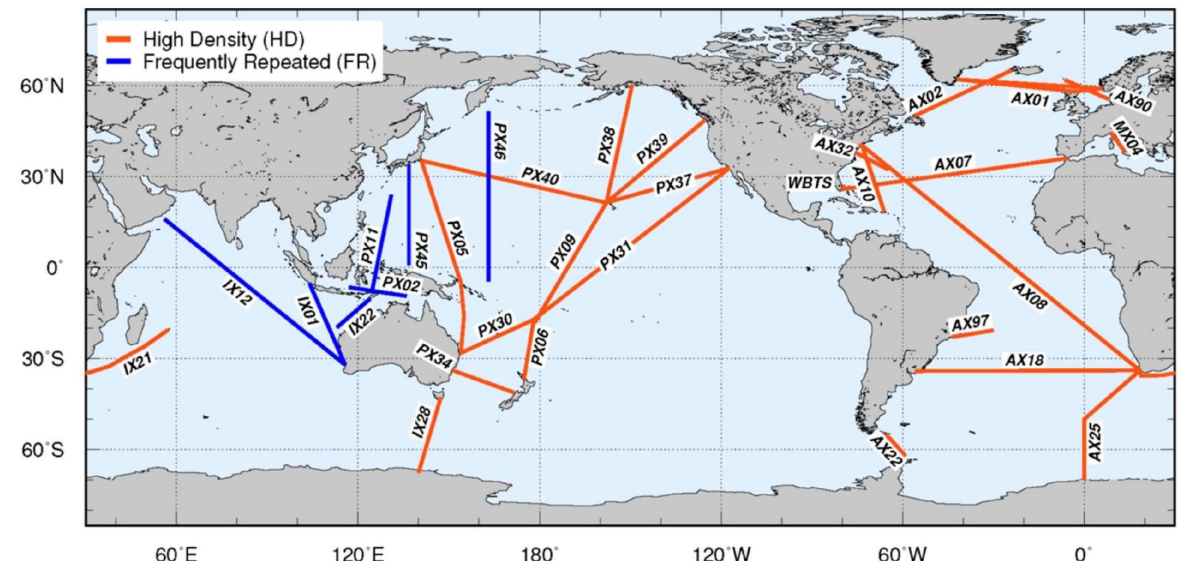 High Density (HD)
Frequently Repeated (FR)
60°N
30°N
0°
30°S
60°S
60°E
120°E
180°
120°W
60°W
0°
AX02
AX01
AX90
MX04
AX32
AX07
WBTS
AX10
PX46
PX38
PX39
PX40
PX37
PX11
PX45
PX05
PX02
PX09
PX31
IX12
IX01
IX22
PX30
PX06
PX34
IX21
IX28
AX08
AX97
AX18
AX22
AX25